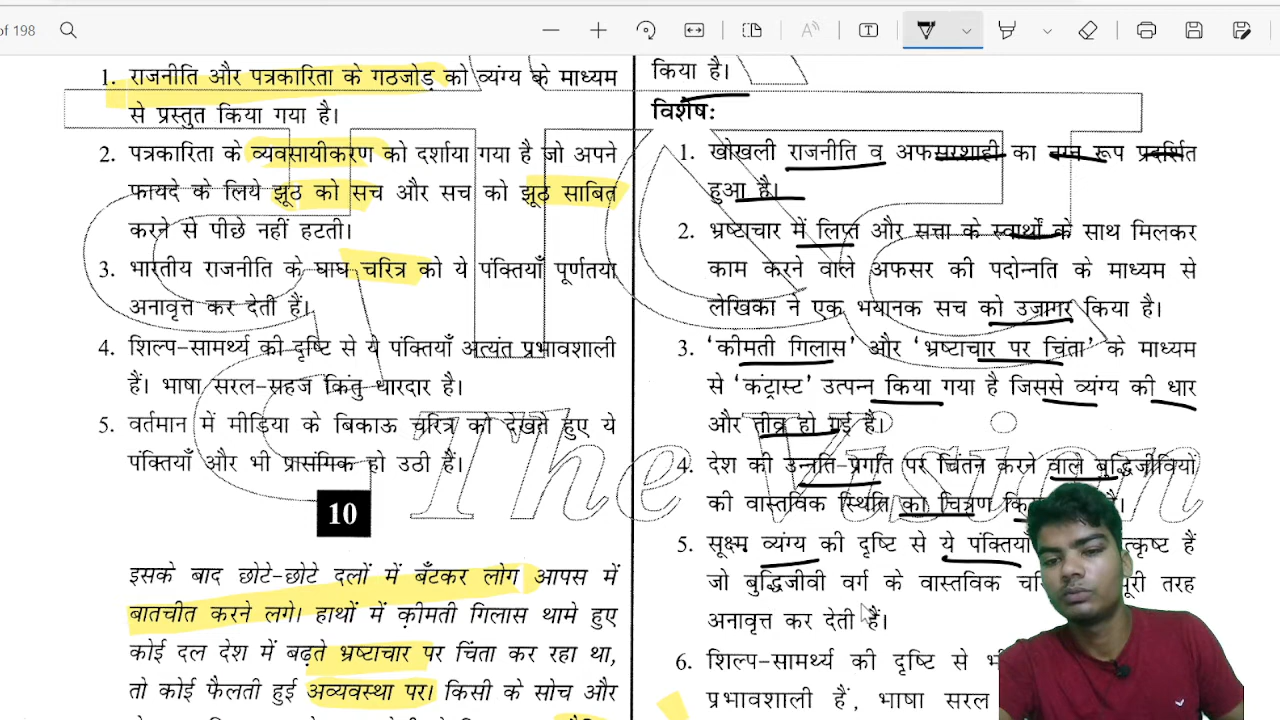 of 198
1. राजनीति और पत्रकारिता के गठजोड़ को व्यंग्य के माध्यम
से प्रस्तुत किया गया है।
2. पत्रकारिता के व्यवसायीकरण को दर्शाया गया है जो अपने
फायदे के लिये झूठ को सच और सच को झूठ साबित
करने से पीछे नहीं हटती।
3. भारतीय राजनीति के घाघ चरित्र को ये पंक्तियाँ पूर्णतया
अनावृत्त कर देती हैं।
4. शिल्प-सामर्थ्य की दृष्टि से ये पंक्तियाँ अत्यंत प्रभावशाली
हैं। भाषा सरल-सहज किंतु धारदार है।
5. वर्तमान में मीडिया के बिकाऊ चरित्र को देखते हुए ये
पंक्तियाँ और भी प्रासंगिक हो उठी हैं।
10
इसके बाद छोटे-छोटे दलों में बँटकर लोग आपस में
बातचीत करने लगे। हाथों में क़ीमती गिलास थामे हुए
कोई दल देश में बढ़ते भ्रष्टाचार पर चिंता कर रहा था,
तो कोई फैलती हुई अव्यवस्था पर। किसी के सोच और
किया है।
विशेषः
1. खोखली राजनीति व अफसरशाही का नग्न रूप प्रदर्सित
हुआ है।
2. भ्रष्टाचार में लिप्त और सत्ता के स्वार्थों के साथ मिलकर
काम करने वाले अफसर की पदोन्नति के माध्यम से
लेखिका ने एक भयानक सच को उजागर किया है।
3. ‘कीमती गिलास’ और ‘भ्रष्टाचार पर चिंता’ के माध्यम
से ‘कंट्रास्ट’ उत्पन्न किया गया है जिससे व्यंग्य की धार
और तीव्र हो गई है।
4. देश की उन्नति-प्रगति पर चिंतन करने वाले बुद्धिजीवियों
की वास्तविक स्थिति का चित्रण
5. सूक्ष्म व्यंग्य की दृष्टि से ये पंक्तियाँ हैं
जो बुद्धिजीवी वर्ग के वास्तविक तरह
अनावृत्त कर देती हैं।
6. शिल्प-सामर्थ्य की दृष्टि से
प्रभावशाली हैं, भाषा सरल
The Vision